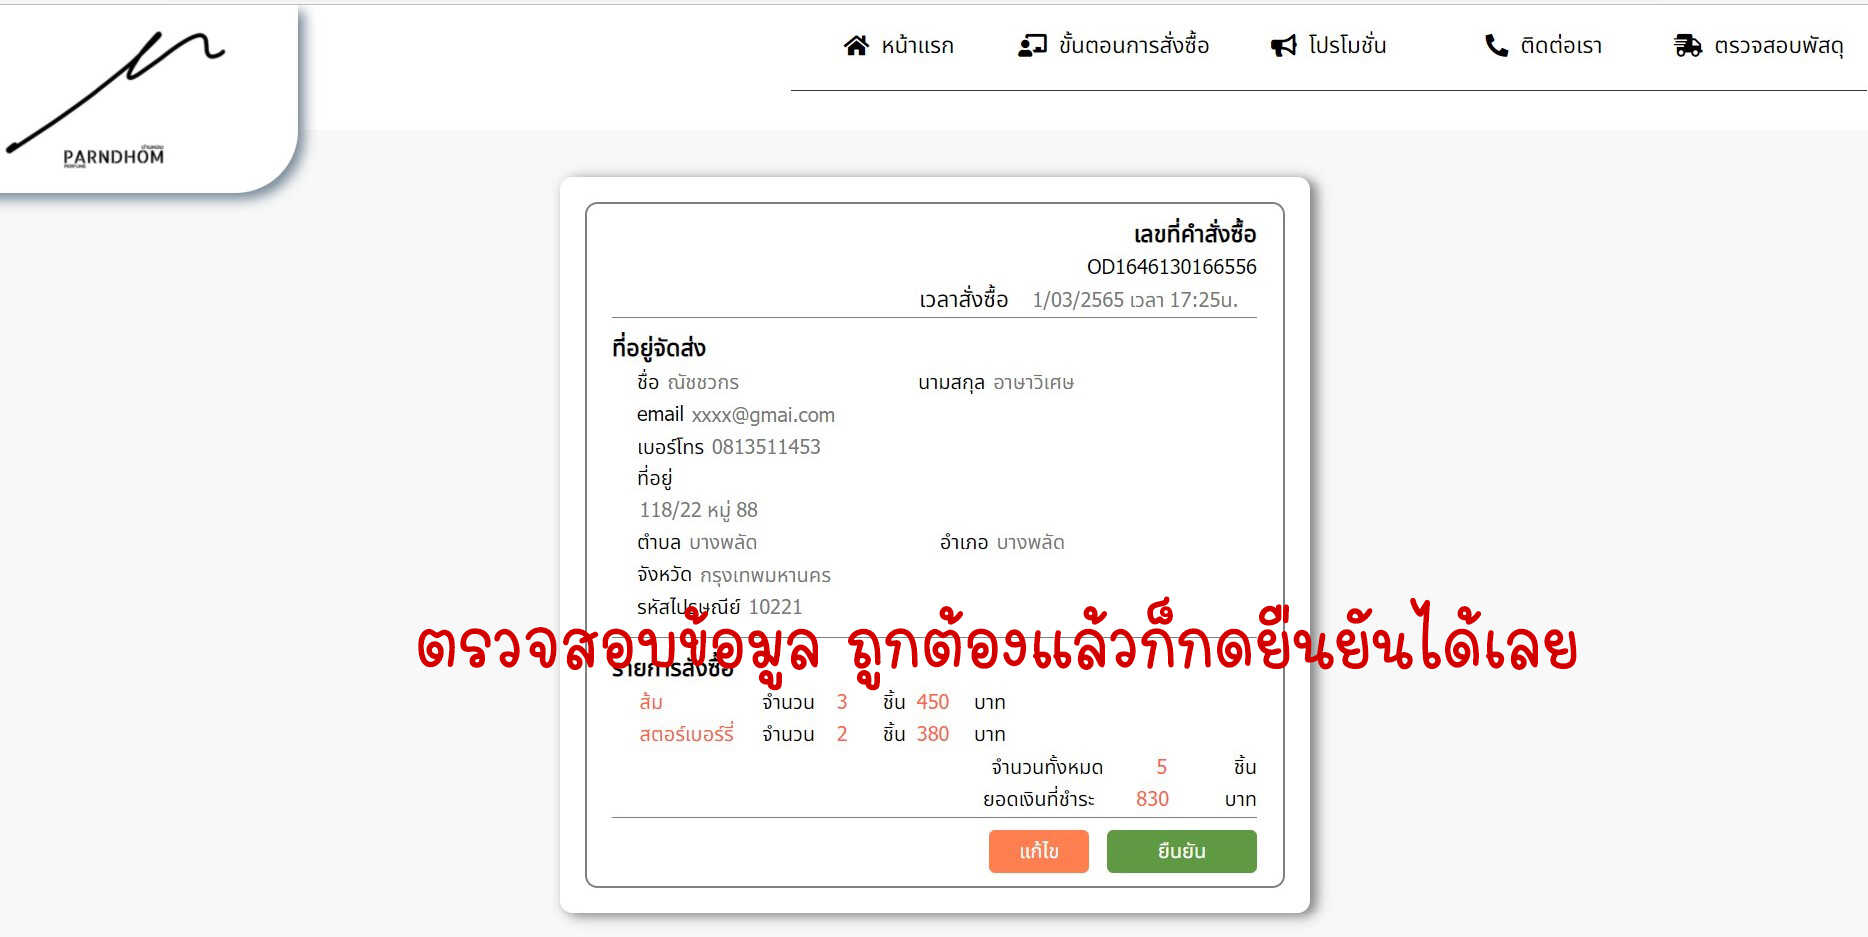 หน้าแรก ขั้นตอนการสั่งซื้อ โปรโมชั่น ติดต่อเรา ตรวจสอบพัสดุ
PARNDHOM
เลขที่คำสั่งซื้อ
OD1646130166556
เวลาสั่งซื้อ 1/03/2565 เวลา 17:25น.
ที่อยู่จัดส่ง
ชื่อ ณัชชวกร นามสกุล อาษาวิเศษ
email xxxx@gmai.com
เบอร์โทร 0813511453
ที่อยู่
118/22 หมู่ 88
ตำบล บางพลัด อำเภอ บางพลัด
จังหวัด กรุงเทพมหานคร
รหัสไปรษณีย์ 10221
ตรวจสอบข้อมูล ถูกต้องแล้วก็กดยืนยันได้เลย
รายการสั่งซื้อ
ส้ม จำนวน 3 ชิ้น 450 บาท
สตอร์เบอร์รี่ จำนวน 2 ชิ้น 380 บาท
จำนวนทั้งหมด 5 ชิ้น
ยอดเงินที่ชำระ 830 บาท
แก้ไข ยืนยัน